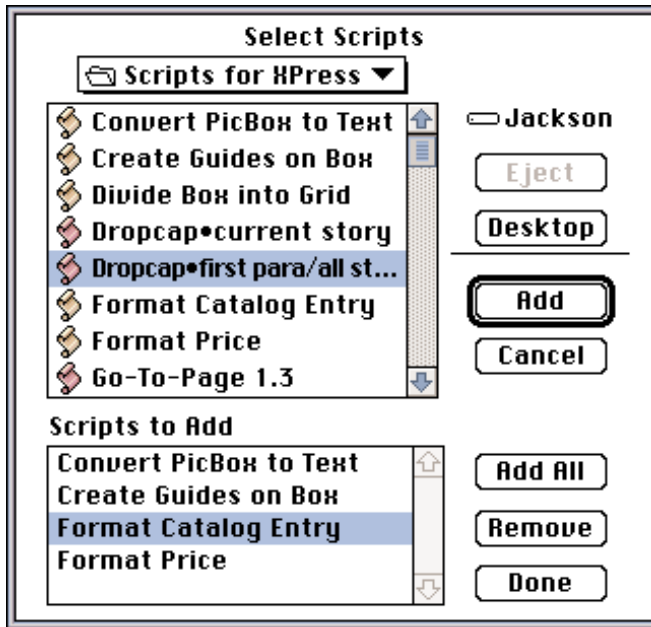 Select Scripts
Scripts for XPress
Convert PicBox to Text
Create Guides on Box
Divide Box into Grid
Dropcap•current story
Dropcap•first para/all st...
Format Catalog Entry
Format Price
Go-To-Page 1.3
Jackson
Eject
Desktop
Add
Cancel
Scripts to Add
Convert PicBox to Text
Create Guides on Box
Format Catalog Entry
Format Price
Add All
Remove
Done